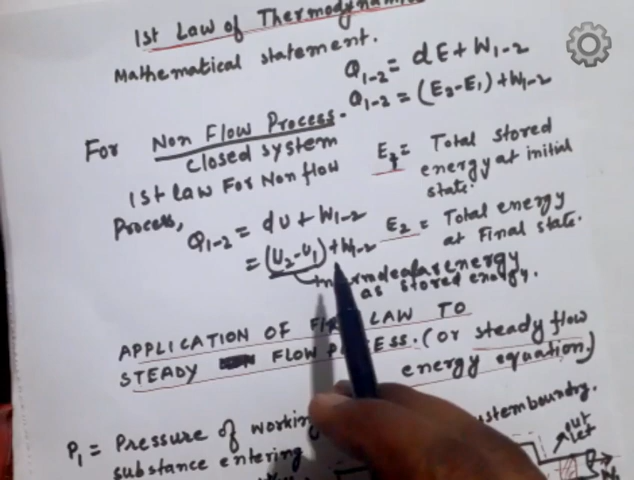 1st Law of Thermodynamics
Mathematical statement.
Q1-2 = dE + W1-2
Q1-2 = (E2-E1) + W1-2
For Non Flow Process.
closed system
1st law For Non flow
Process,
E1 = Total stored
energy at initial
state.
Q1-2 = du + W1-2
= (U2-U1) + W1-2
E2 = Total energy
at Final state.
energy
as stored energy.
APPLICATION OF LAW TO
STEADY FLOW (or steady flow
energy equation)
P1 = Pressure of working
substance entering
system boundry.
out
let